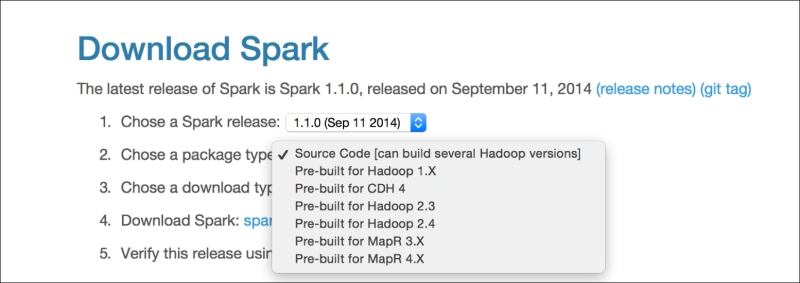 Download Spark
The latest release of Spark is Spark 1.1.0, released on September 11, 2014 (release notes) (git tag)
1. Chose a Spark release: 1.1.0 (Sep 11 2014)
2. Chose a package type
✓ Source Code [can build several Hadoop versions]
Pre-built for Hadoop 1.X
Pre-built for CDH 4
Pre-built for Hadoop 2.3
Pre-built for Hadoop 2.4
Pre-built for MapR 3.X
Pre-built for MapR 4.X
3. Chose a download typ
4. Download Spark: spar
5. Verify this release usin